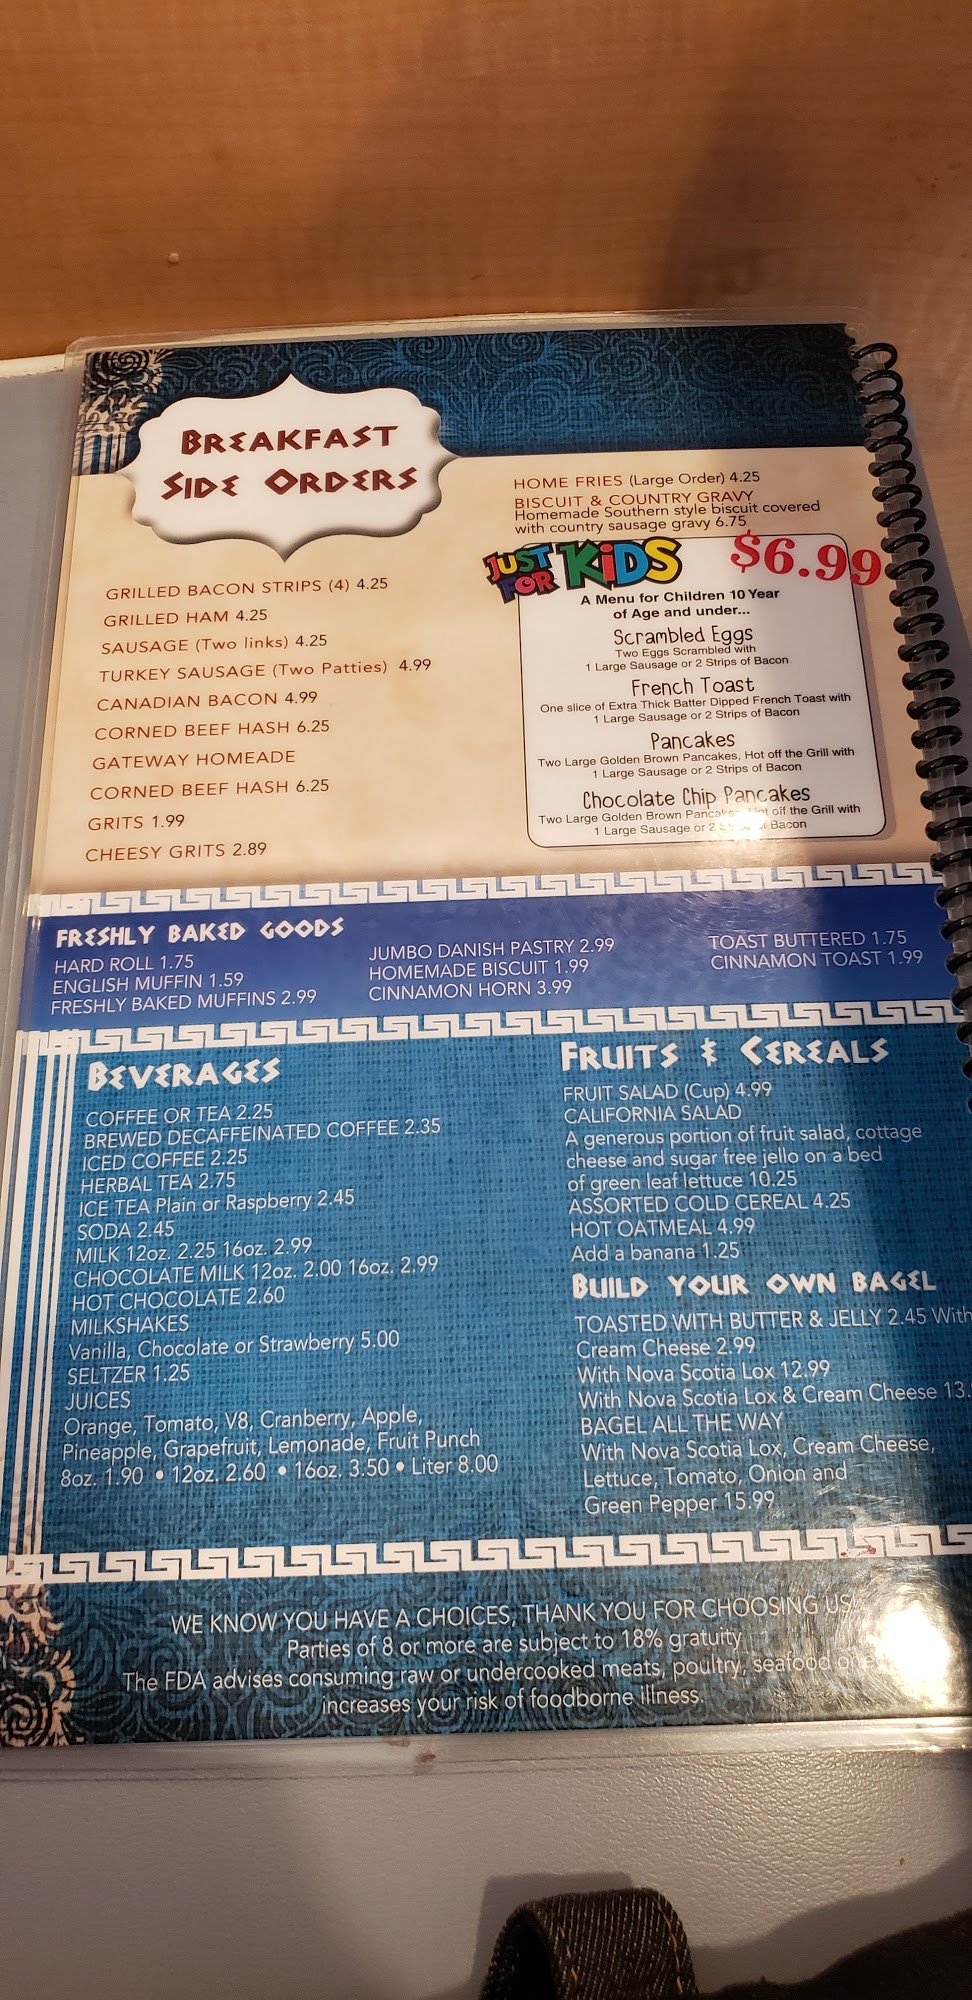 BREAKFAST
SIDE ORDERS
GRILLED BACON STRIPS (4) 4.25
GRILLED HAM 4.25
SAUSAGE (Two links) 4.25
TURKEY SAUSAGE (Two Patties) 4.99
CANADIAN BACON 4.99
CORNED BEEF HASH 6.25
GATEWAY HOMEADE
CORNED BEEF HASH 6.25
GRITS 1.99
CHEESY GRITS 2.89
HOME FRIES (Large Order) 4.25
BISCUIT & COUNTRY GRAVY
Homemade Southern style biscuit covered
with country sausage gravy 6.75
JUST FOR KIDS $6.99
A Menu for Children 10 Year
of Age and under...
Scrambled Eggs
Two Eggs Scrambled with
1 Large Sausage or 2 Strips of Bacon
French Toast
One slice of Extra Thick Batter Dipped French Toast with
1 Large Sausage or 2 Strips of Bacon
Pancakes
Two Large Golden Brown Pancakes, Hot off the Grill with
1 Large Sausage or 2 Strips of Bacon
Chocolate Chip Pancakes
Two Large Golden Brown Pancakes, Hot off the Grill with
1 Large Sausage or 2 Strips of Bacon
FRESHLY BAKED GOODS
HARD ROLL 1.75
ENGLISH MUFFIN 1.59
FRESHLY BAKED MUFFINS 2.99
JUMBO DANISH PASTRY 2.99
HOMEMADE BISCUIT 1.99
CINNAMON HORN 3.99
TOAST BUTTERED 1.75
CINNAMON TOAST 1.99
BEVERAGES
COFFEE OR TEA 2.25
BREWED DECAFFEINATED COFFEE 2.35
ICED COFFEE 2.25
HERBAL TEA 2.75
ICE TEA Plain or Raspberry 2.45
SODA 2.45
MILK 12oz. 2.25 16oz. 2.99
CHOCOLATE MILK 12oz. 2.00 16oz. 2.99
HOT CHOCOLATE 2.60
MILKSHAKES
Vanilla, Chocolate or Strawberry 5.00
SELTZER 1.25
JUICES
Orange, Tomato, V8, Cranberry, Apple,
Pineapple, Grapefruit, Lemonade, Fruit Punch
8oz. 1.90 • 12oz. 2.60 • 16oz. 3.50 • Liter 8.00
FRUITS & CEREALS
FRUIT SALAD (Cup) 4.99
CALIFORNIA SALAD
A generous portion of fruit salad, cottage
cheese and sugar free jello on a bed
of green leaf lettuce 10.25
ASSORTED COLD CEREAL 4.25
HOT OATMEAL 4.99
Add a banana 1.25
BUILD YOUR OWN BAGEL
TOASTED WITH BUTTER & JELLY 2.45 With
Cream Cheese 2.99
With Nova Scotia Lox 12.99
With Nova Scotia Lox & Cream Cheese
BAGEL ALL THE WAY
With Nova Scotia Lox, Cream Cheese,
Lettuce, Tomato, Onion and
Green Pepper 15.99
WE KNOW YOU HAVE A CHOICES, THANK YOU FOR CHOOSING US
Parties of 8 or more are subject to 18% gratuity
The FDA advises consuming raw or undercooked meats, poultry, seafood
increases your risk of foodborne illness.